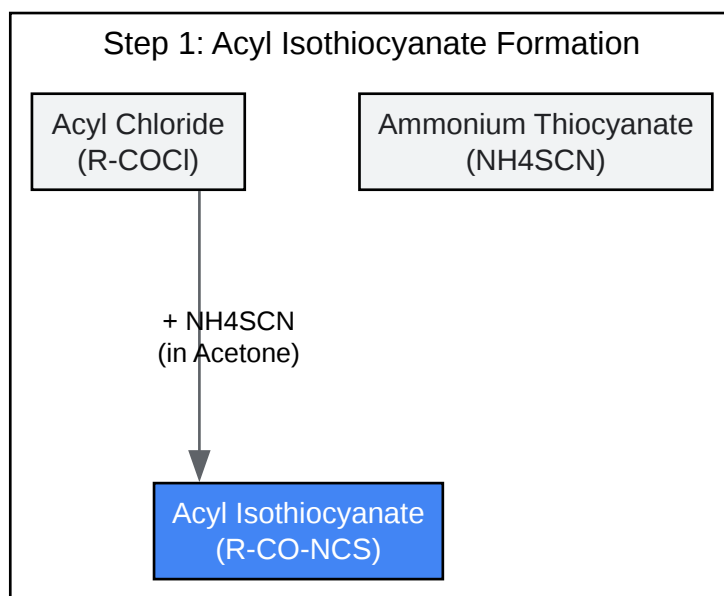 Step 1: Acyl Isothiocyanate Formation
Acyl Chloride
(R-COCl)
Ammonium Thiocyanate
(NH4SCN)
+ NH4SCN
(in Acetone)
Acyl Isothiocyanate
(R-CO-NCS)